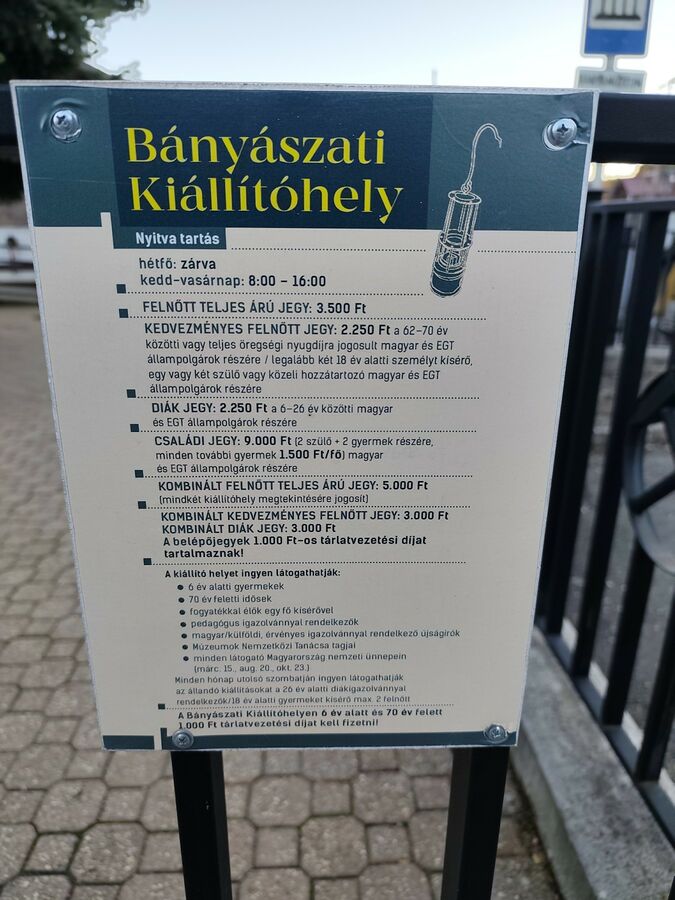 Bányászati
Kiállítóhely
Nyitva tartás
hétfő: zárva
kedd-vasárnap: 8:00 – 16:00
FELNŐTT TELJES ÁRÚ JEGY: 3.500 Ft
KEDVEZMÉNYES FELNŐTT JEGY: 2.250 Ft a 62–70 év
közötti vagy teljes öregségi nyugdíjra jogosult magyar és EGT
állampolgárok részére / legalább két 18 év alatti személyt kísérő,
egy vagy két szülő vagy közeli hozzátartozó magyar és EGT
állampolgárok részére
DIÁK JEGY: 2.250 Ft a 6–26 év közötti magyar
és EGT állampolgárok részére
CSALÁDI JEGY: 9.000 Ft (2 szülő + 2 gyermek részére,
minden további gyermek 1.500 Ft/fő) magyar
és EGT állampolgárok részére
KOMBINÁLT FELNŐTT TELJES ÁRÚ JEGY: 5.000 Ft
(mindkét kiállítóhely megtekintésére jogosít)
KOMBINÁLT KEDVEZMÉNYES FELNŐTT JEGY: 3.000 Ft
KOMBINÁLT DIÁK JEGY: 3.000 Ft
A belépőjegyek 1.000 Ft-os tárlatvezetési díjat
tartalmaznak!
A kiállító helyet ingyen látogathatják:
• 6 év alatti gyermekek
• 70 év feletti idősek
• fogyatékkal élők egy fő kísérővel
• pedagógus igazolvánnyal rendelkezők
• magyar/külföldi, érvényes igazolvánnyal rendelkező újságírók
• Múzeumok Nemzetközi Tanácsa tagjai
• minden látogató Magyarország nemzeti ünnepein
(márc. 15., aug. 20., okt. 23.)
Minden hónap utolsó szombatján ingyen látogathatják
az állandó kiállításokat a 26 év alatti diákigazolvánnyal
rendelkezők/18 év alatti gyermeket kísérő max. 2 felnőtt
A Bányászati Kiállítóhelyen 6 év alatt és 70 év felett
1.000 Ft tárlatvezetési díjat kell fizetni!